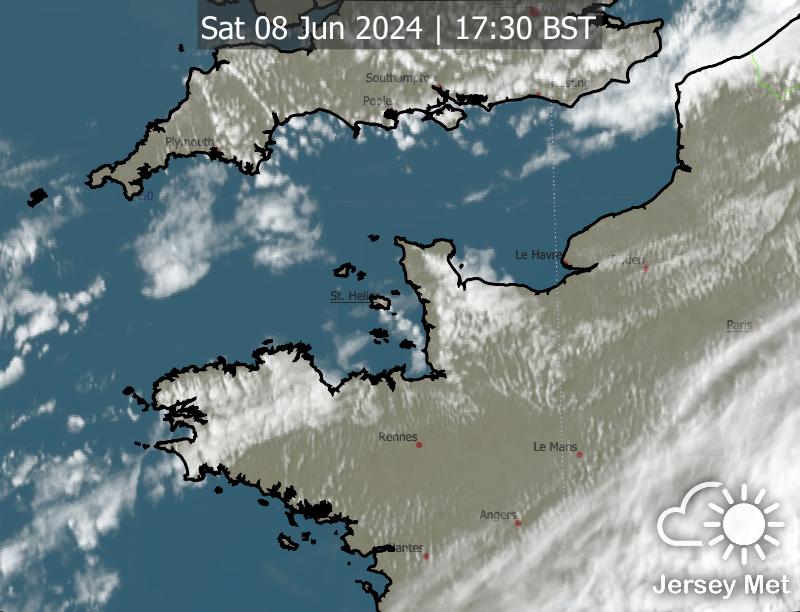 Sat 08 Jun 2024 | 17:30 BST
Southampton
Poole
Plymouth
50
Le Havre
St. Helier
Paris
Rennes
Le Mans
Angers
Nantes
Jersey Met